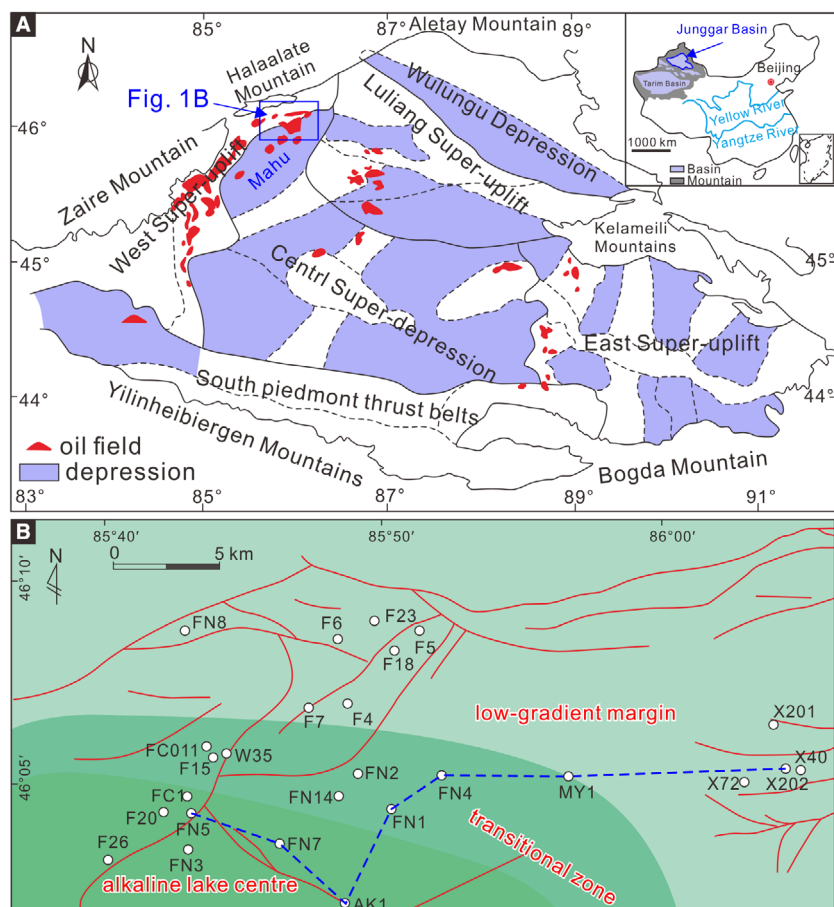 A
85°
87°
Aletay Mountain
89°
N
Halaalate
Mountain
Fig. 1B
46°
Zaire Mountain
West Super-uplift
Mahu
Luliang Super-uplift
Wulungu Depression
Junggar Basin
Beijing
Tarim Basin
Yellow River
Yangtze River
1000 km
Basin
Mountain
Kelameili
Mountains
45°
45°
Centrl Super-depression
East Super-uplift
44°
44°
South piedmont thrust belts
Yilinheibiergen Mountains
Bogda Mountain
oil field
depression
83°
85°
87°
89°
91°
B
85°40′
85°50′
86°00′
46°10′
N
0
5 km
FN8
F6
F23
F5
F18
F7
F4
low-gradient margin
X201
FC011
W35
F15
46°05′
FN2
FN4
MY1
X72
X202
X40
FC1
FN14
F20
FN5
FN1
FN7
F26
FN3
transitional zone
alkaline lake centre
AK1